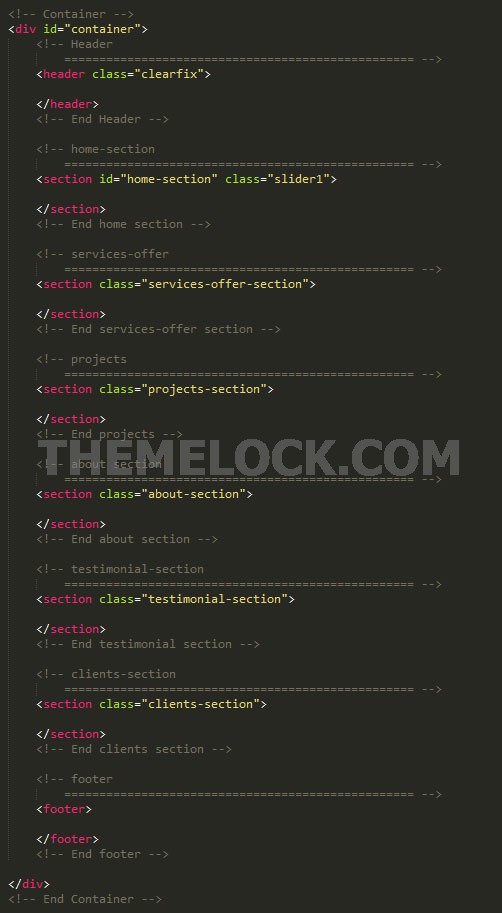 <!-- Container -->
<div id="container">
<!-- Header
================================================== -->
<header class="clearfix">
</header>
<!-- End Header -->
<!-- home-section
================================================== -->
<section id="home-section" class="slider1">
</section>
<!-- End home section -->
<!-- services-offer
================================================== -->
<section class="services-offer-section">
</section>
<!-- End services-offer section -->
<!-- projects
================================================== -->
<section class="projects-section">
</section>
<!-- End projects -->
THEMELOCK.COM
<!-- about section
================================================== -->
<section class="about-section">
</section>
<!-- End about section -->
<!-- testimonial-section
================================================== -->
<section class="testimonial-section">
</section>
<!-- End testimonial section -->
<!-- clients-section
================================================== -->
<section class="clients-section">
</section>
<!-- End clients section -->
<!-- footer
================================================== -->
<footer>
</footer>
<!-- End footer -->
</div>
<!-- End Container -->